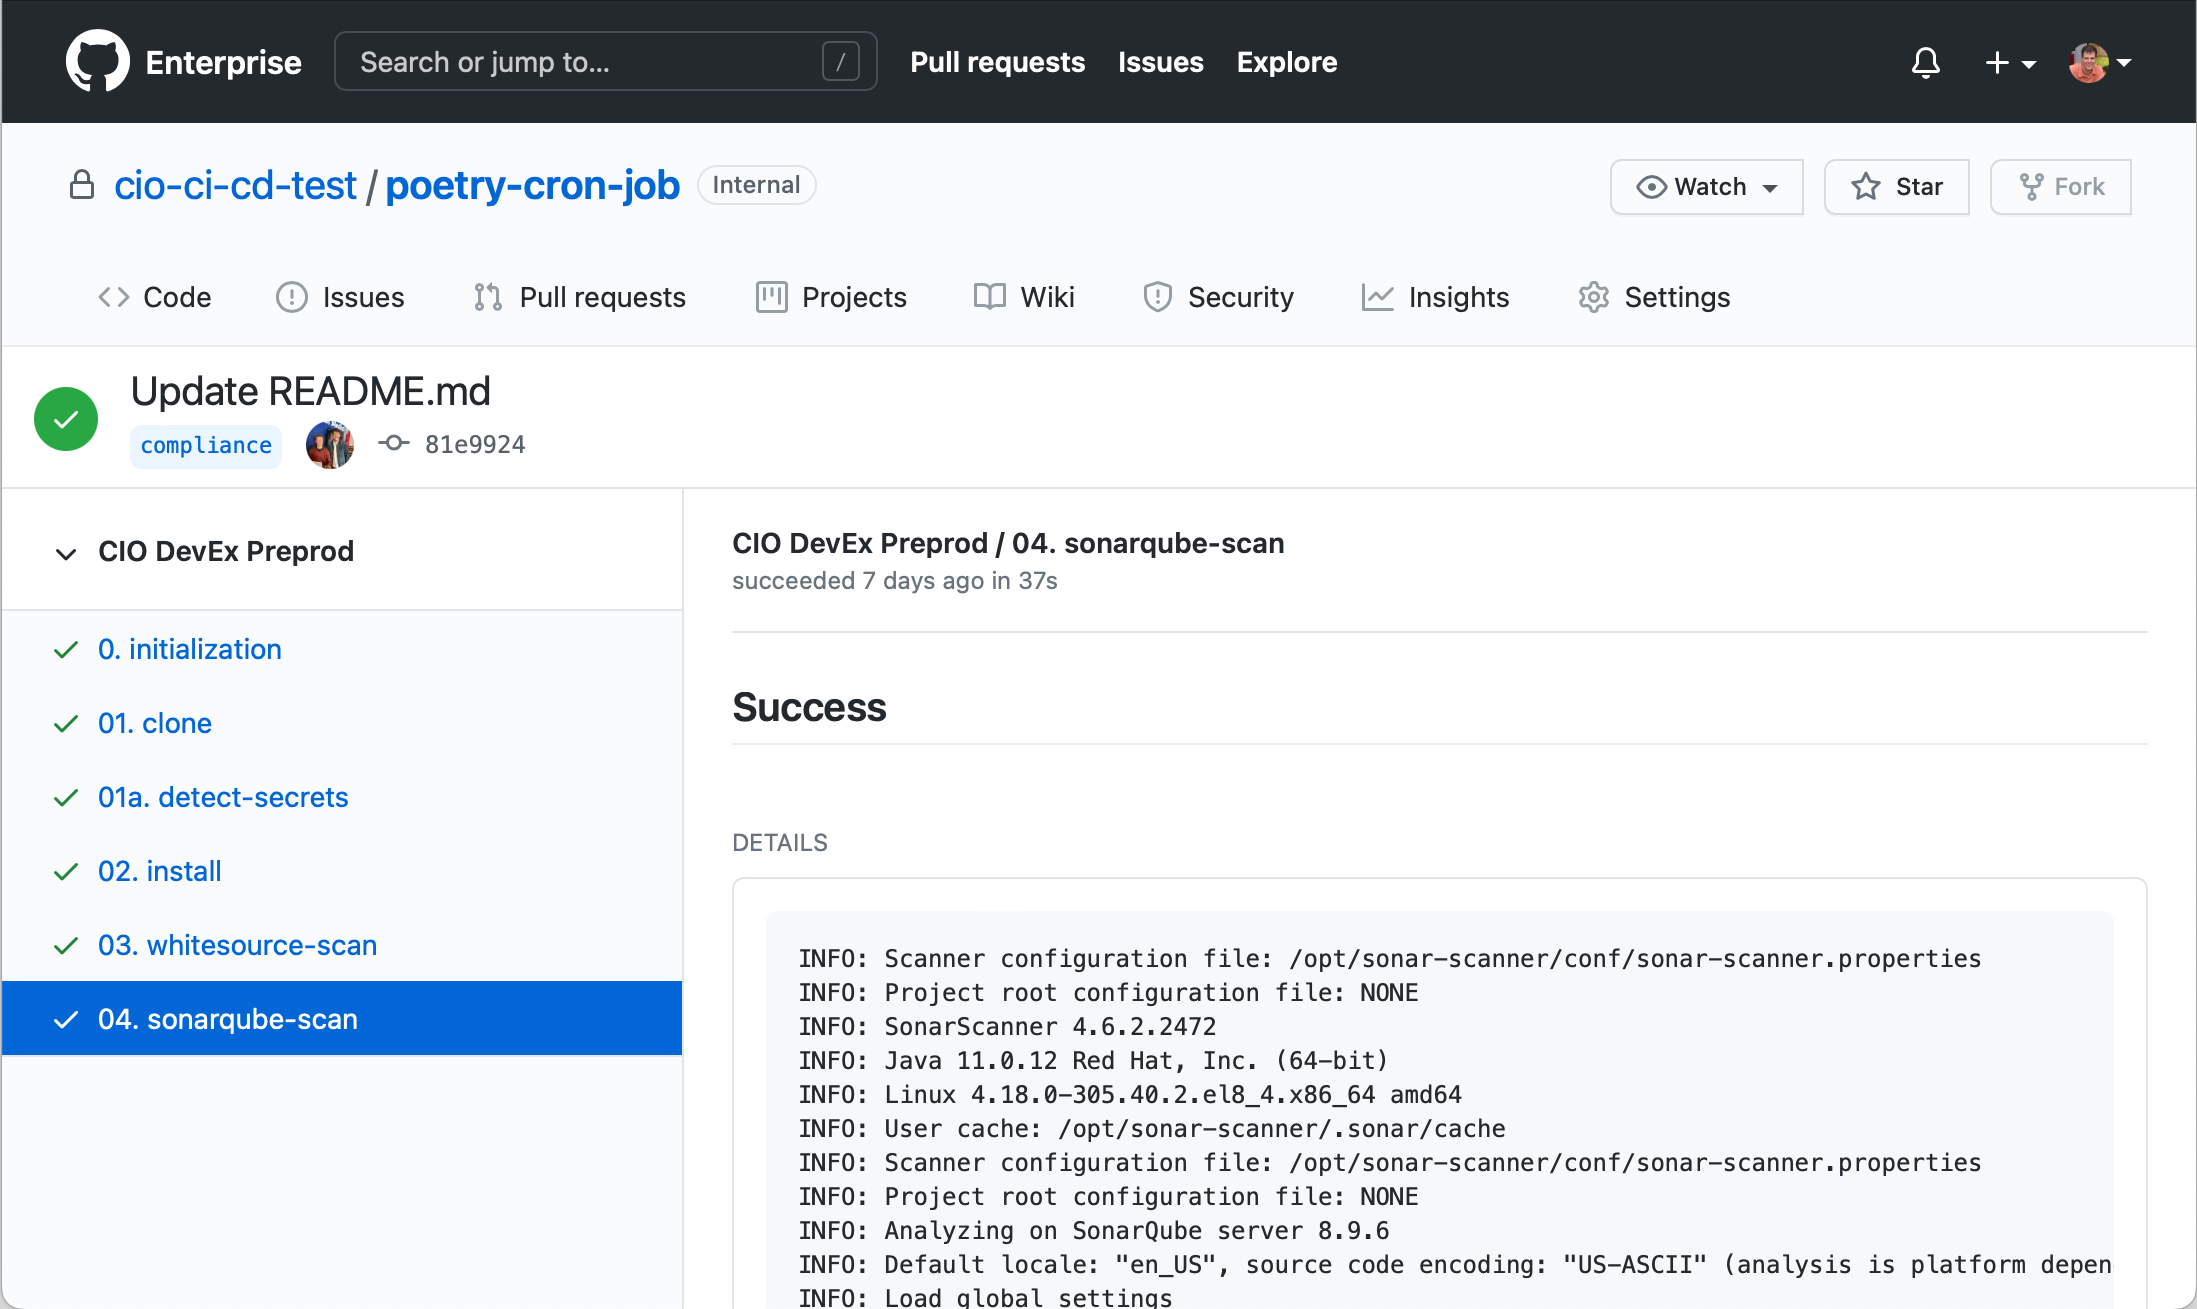 Enterprise Search or jump to... / Pull requests Issues Explore
cio-ci-cd-test / poetry-cron-job Internal Watch Star Fork
Code Issues Pull requests Projects Wiki Security Insights Settings
Update README.md
compliance 81e9924
CIO DevEx Preprod
0. initialization
01. clone
01a. detect-secrets
02. install
03. whitesource-scan
04. sonarqube-scan
CIO DevEx Preprod / 04. sonarqube-scan
succeeded 7 days ago in 37s
Success
DETAILS
INFO: Scanner configuration file: /opt/sonar-scanner/conf/sonar-scanner.properties
INFO: Project root configuration file: NONE
INFO: SonarScanner 4.6.2.2472
INFO: Java 11.0.12 Red Hat, Inc. (64-bit)
INFO: Linux 4.18.0-305.40.2.el8_4.x86_64 amd64
INFO: User cache: /opt/sonar-scanner/.sonar/cache
INFO: Scanner configuration file: /opt/sonar-scanner/conf/sonar-scanner.properties
INFO: Project root configuration file: NONE
INFO: Analyzing on SonarQube server 8.9.6
INFO: Default locale: "en_US", source code encoding: "US-ASCII" (analysis is platform depen
INFO: Load global settings